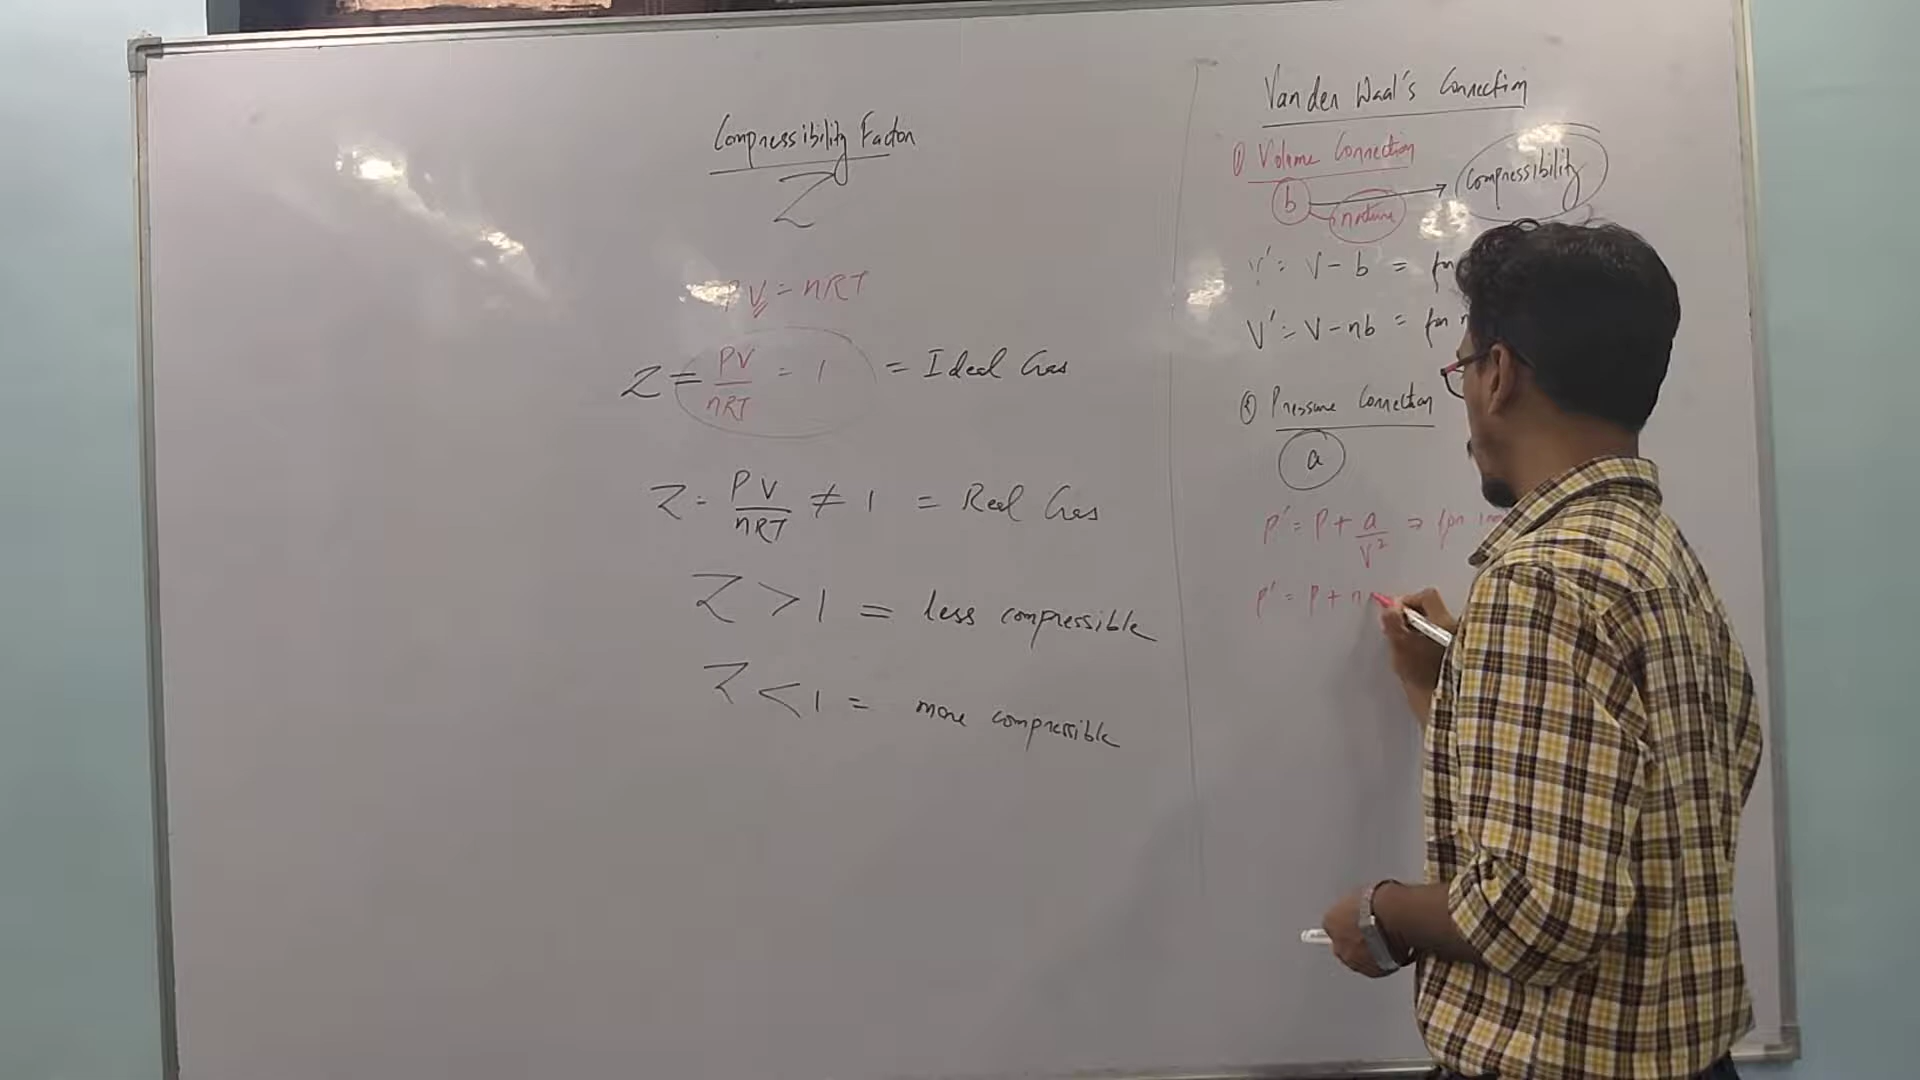 Compressibility Factor
Z
PV = nRT
Z = PV/nRT = 1 = Ideal Gas
Z = PV/nRT ≠ 1 = Real Gas
Z > 1 = less compressible
Z < 1 = more compressible
Van der Waal's Correction
① Volume Correction
b → compressibility
V' = V - b = for
V' = V - nb = for
② Pressure Correction
a
P' = P + a/V² ⇒ for
P' = P + n